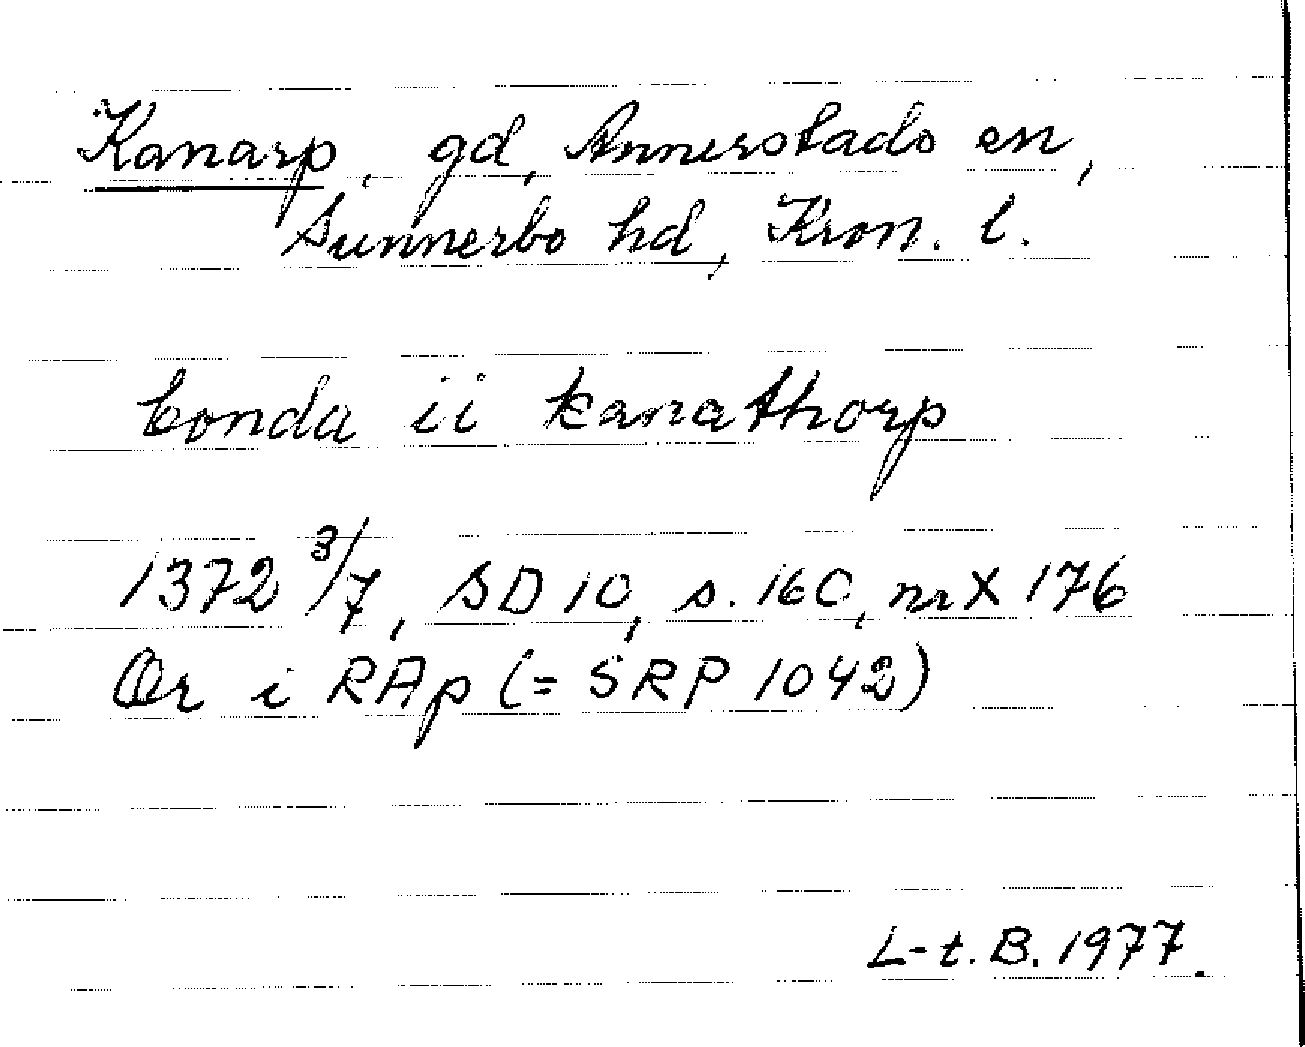 Kanarp, gd, Annerstads sn,
Sunnerbo hd, Kron. l.
bonda ii kanathorp
1372 3/7, SD 10, s. 160, nr X 176
Or i RAp (= SRP 1042)
L-t. B. 1977.